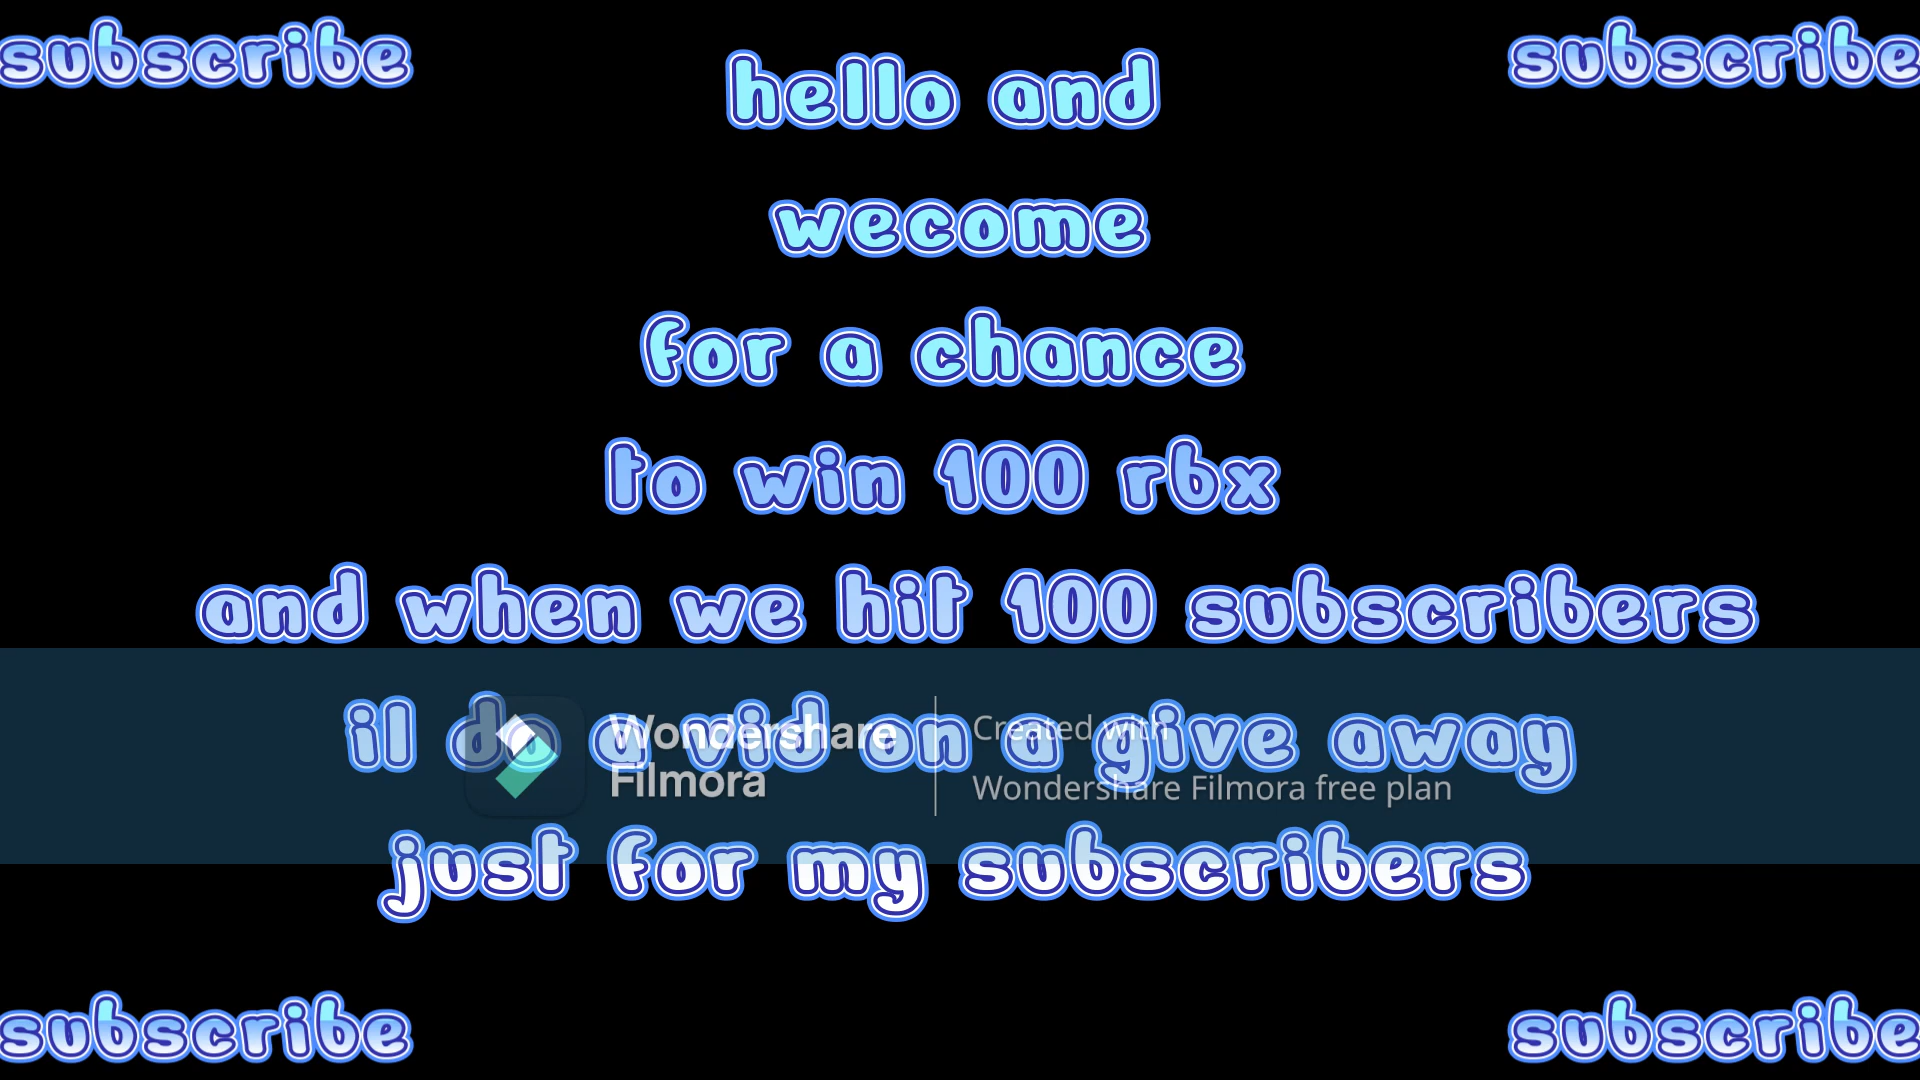 subscribe
subscribe
hello and
wecome
for a chance
to win 100 rbx
and when we hit 100 subscribers
il do a vid on a give away
Wondershare
Filmora
Created with
Wondershare Filmora free plan
just for my subscribers
subscribe
subscribe